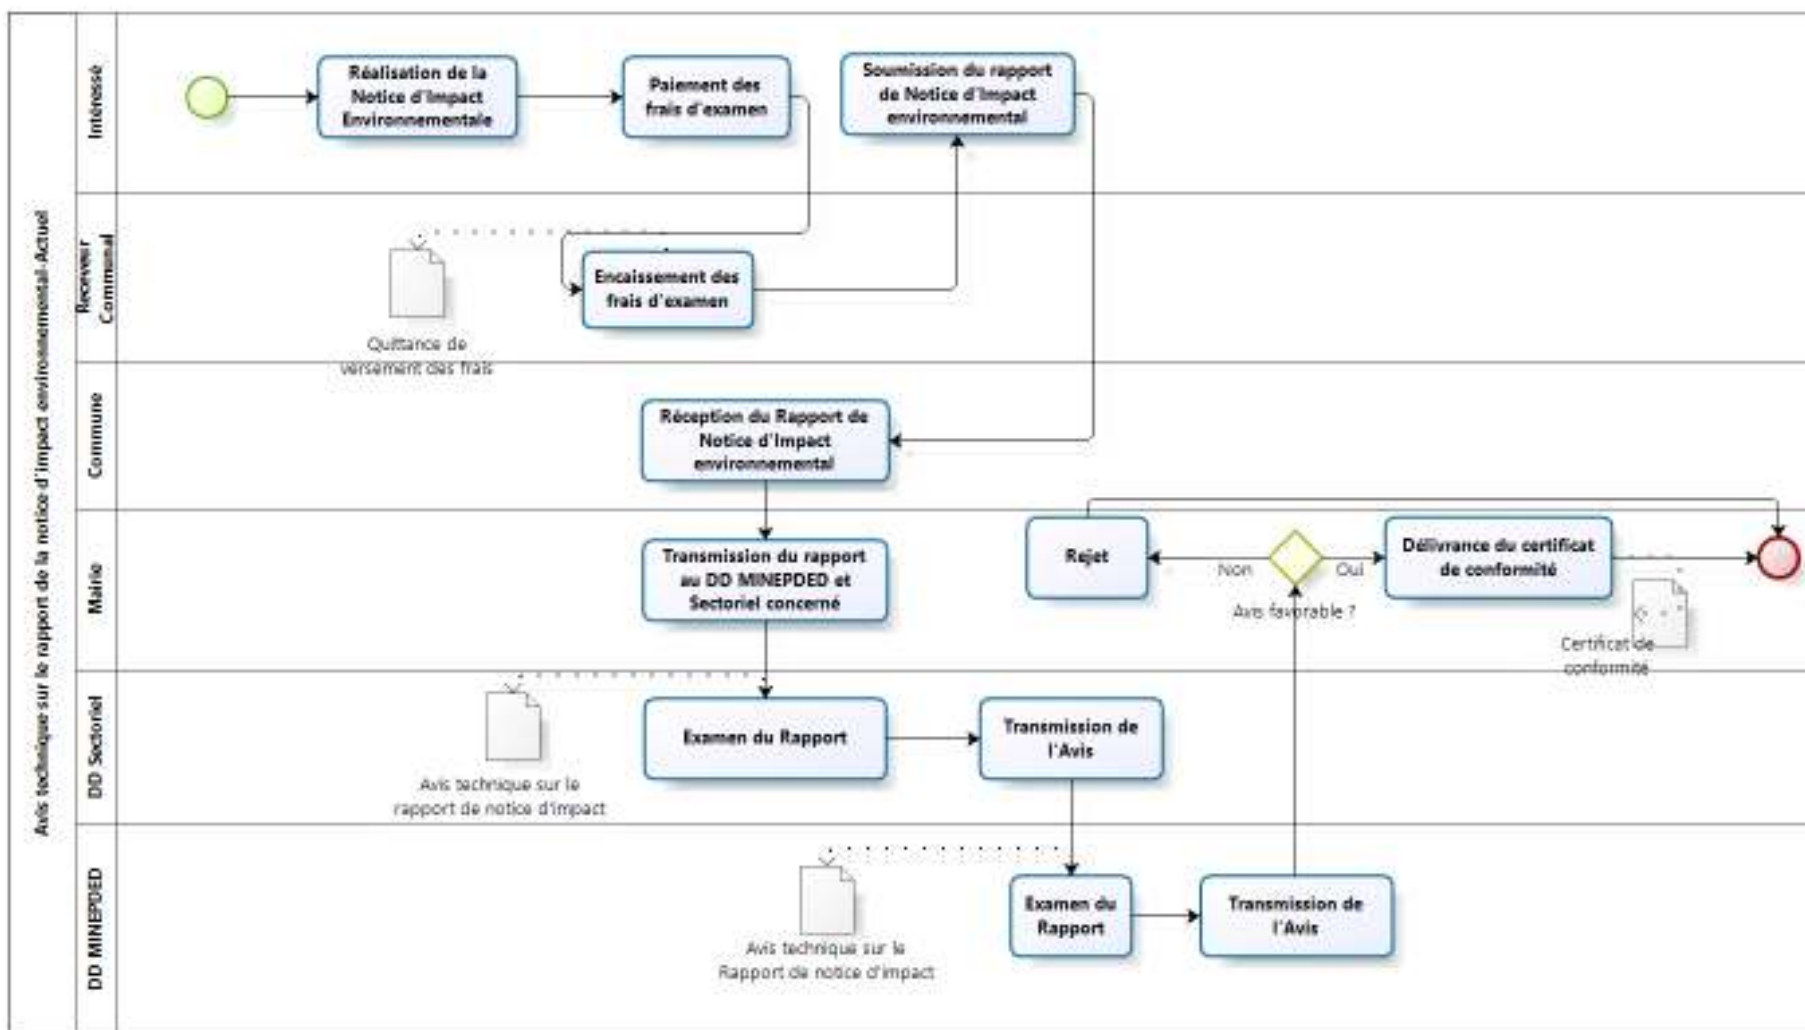 Avis technique sur le rapport de la notice d'impact environnemental-Actuel
Intéressé
Réalisation de la
Notice d'Impact
Environnementale
Paiement des
frais d'examen
Soumission du rapport
de Notice d'Impact
environnemental
Receveur
Communal
Encaissement des
frais d'examen
Quittance de
versement des frais
Commune
Réception du Rapport de
Notice d'Impact
environnemental
Mairie
Transmission du rapport
au DD MINEPDED et
Sectoriel concerné
Rejet
Non
Oui
Avis favorable ?
Délivrance du certificat
de conformité
Certificat de
conformité
DD Sectoriel
Examen du Rapport
Transmission de
l'Avis
Avis technique sur le
rapport de notice d'impact
DD MINEPDED
Examen du
Rapport
Transmission de
l'Avis
Avis technique sur le
Rapport de notice d'impact